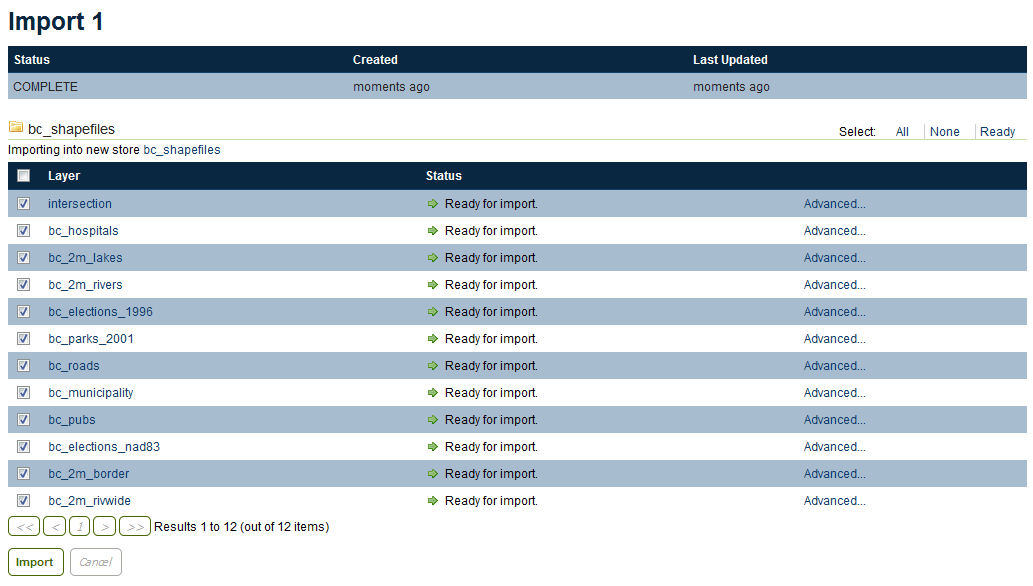 Import 1
Status Created Last Updated
COMPLETE moments ago moments ago
bc_shapefiles Select: All None Ready
Importing into new store bc_shapefiles
Layer Status
intersection Ready for import. Advanced...
bc_hospitals Ready for import. Advanced...
bc_2m_lakes Ready for import. Advanced...
bc_2m_rivers Ready for import. Advanced...
bc_elections_1996 Ready for import. Advanced...
bc_parks_2001 Ready for import. Advanced...
bc_roads Ready for import. Advanced...
bc_municipality Ready for import. Advanced...
bc_pubs Ready for import. Advanced...
bc_elections_nad83 Ready for import. Advanced...
bc_2m_border Ready for import. Advanced...
bc_2m_rivwide Ready for import. Advanced...
<< < 1 > >> Results 1 to 12 (out of 12 items)
Import Cancel